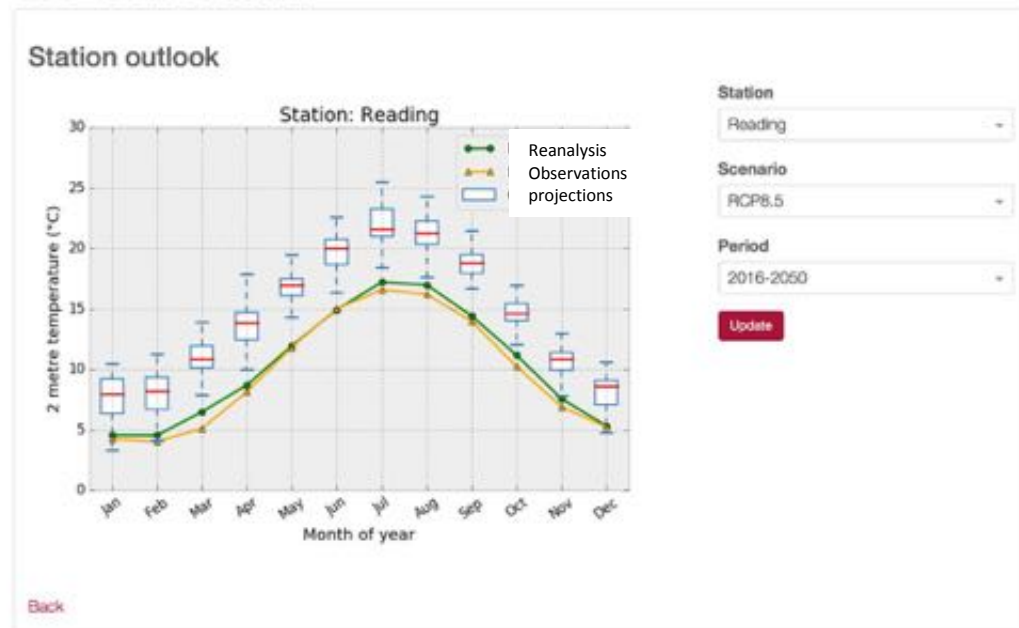 Station outlook
Station: Reading
30
25
20
15
10
5
0
2 metre temperature (°C)
Reanalysis
Observations
projections
Jan Feb Mar Apr May Jun Jul Aug Sep Oct Nov Dec
Month of year
Station
Reading
Scenario
RCP8.5
Period
2016-2050
Update
Back